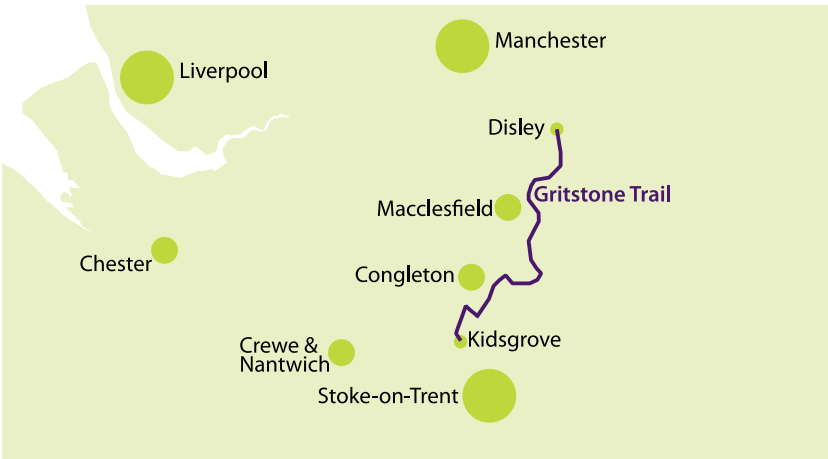 Manchester
Liverpool
Disley
Gritstone Trail
Macclesfield
Chester
Congleton
Kidsgrove
Crewe &
Nantwich
Stoke-on-Trent